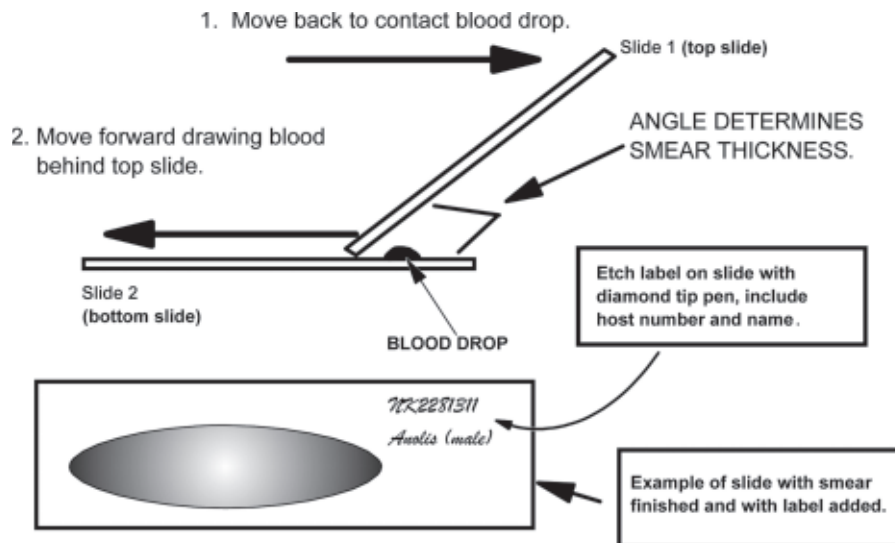 1. Move back to contact blood drop.
Slide 1 (top slide)
2. Move forward drawing blood
behind top slide.
ANGLE DETERMINES
SMEAR THICKNESS.
Slide 2
(bottom slide)
BLOOD DROP
Etch label on slide with
diamond tip pen, include
host number and name.
NK2281311
Anolis (male)
Example of slide with smear
finished and with label added.